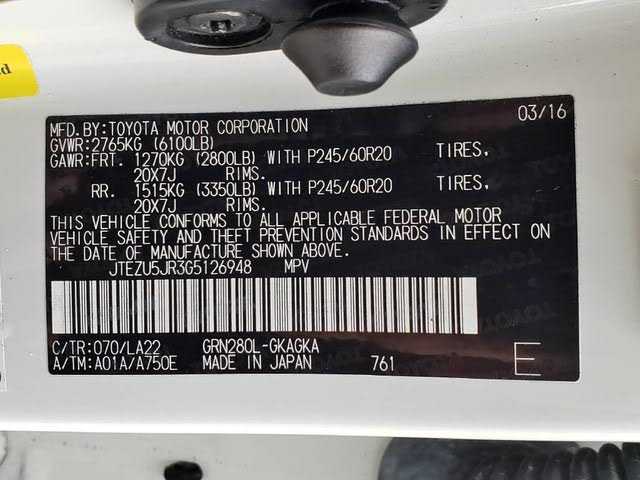 03/16
MFD.BY:TOYOTA MOTOR CORPORATION
GVWR:2765KG (6100LB)
GAWR:FRT. 1270KG (2800LB) WITH P245/60R20 TIRES,
20X7J RIMS.
RR. 1515KG (3350LB) WITH P245/60R20 TIRES,
20X7J RIMS.
THIS VEHICLE CONFORMS TO ALL APPLICABLE FEDERAL MOTOR
VEHICLE SAFETY AND THEFT PREVENTION STANDARDS IN EFFECT ON
THE DATE OF MANUFACTURE SHOWN ABOVE.
JTEZU5JR3G5126948 MPV
C/TR:070/LA22 GRN280L-GKAGKA
A/TM:A01A/A750E MADE IN JAPAN 761 E